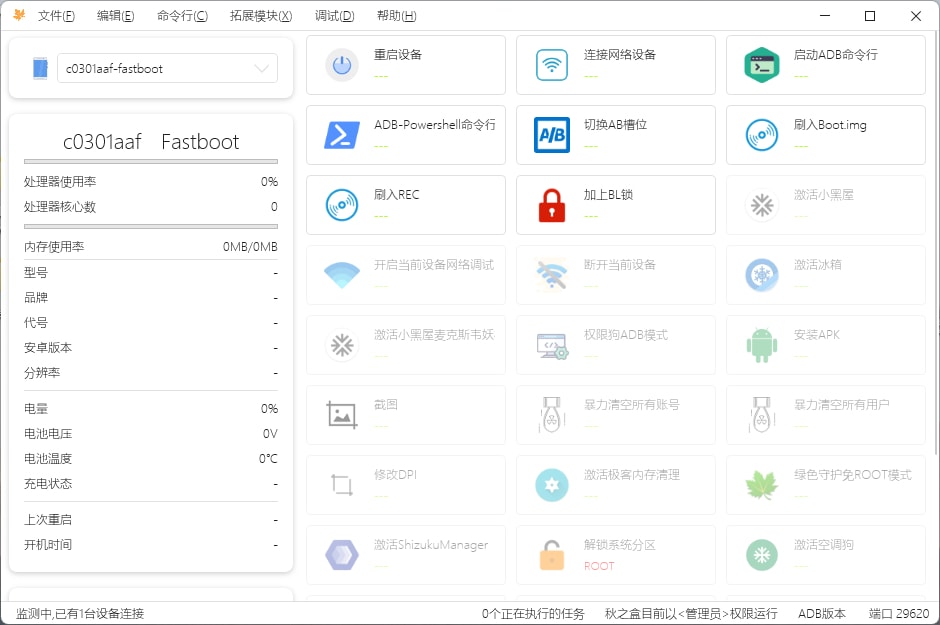 文件(F) 编辑(E) 命令行(C) 拓展模块(X) 调试(D) 帮助(H)
c0301aaf-fastboot
c0301aaf Fastboot
处理器使用率 0%
处理器核心数 0
内存使用率 0MB/0MB
型号 -
品牌 -
代号 -
安卓版本 -
分辨率 -
电量 0%
电池电压 0V
电池温度 0℃
充电状态 -
上次重启 -
开机时间 -
重启设备
---
连接网络设备
---
启动ADB命令行
---
ADB-Powershell命令行
---
A/B
切换AB槽位
---
刷入Boot.img
---
刷入REC
---
加上BL锁
---
激活小黑屋
---
开启当前设备网络调试
---
断开当前设备
---
激活冰箱
---
激活小黑屋麦克斯韦妖
---
权限狗ADB模式
---
安装APK
---
截图
---
暴力清空所有账号
---
暴力清空所有用户
---
修改DPI
---
激活极客内存清理
---
绿色守护免ROOT模式
---
激活ShizukuManager
---
解锁系统分区
ROOT
激活空调狗
---
监测中,已有1台设备连接 0个正在执行的任务 秋之盒目前以<管理员>权限运行 ADB版本 端口 29620